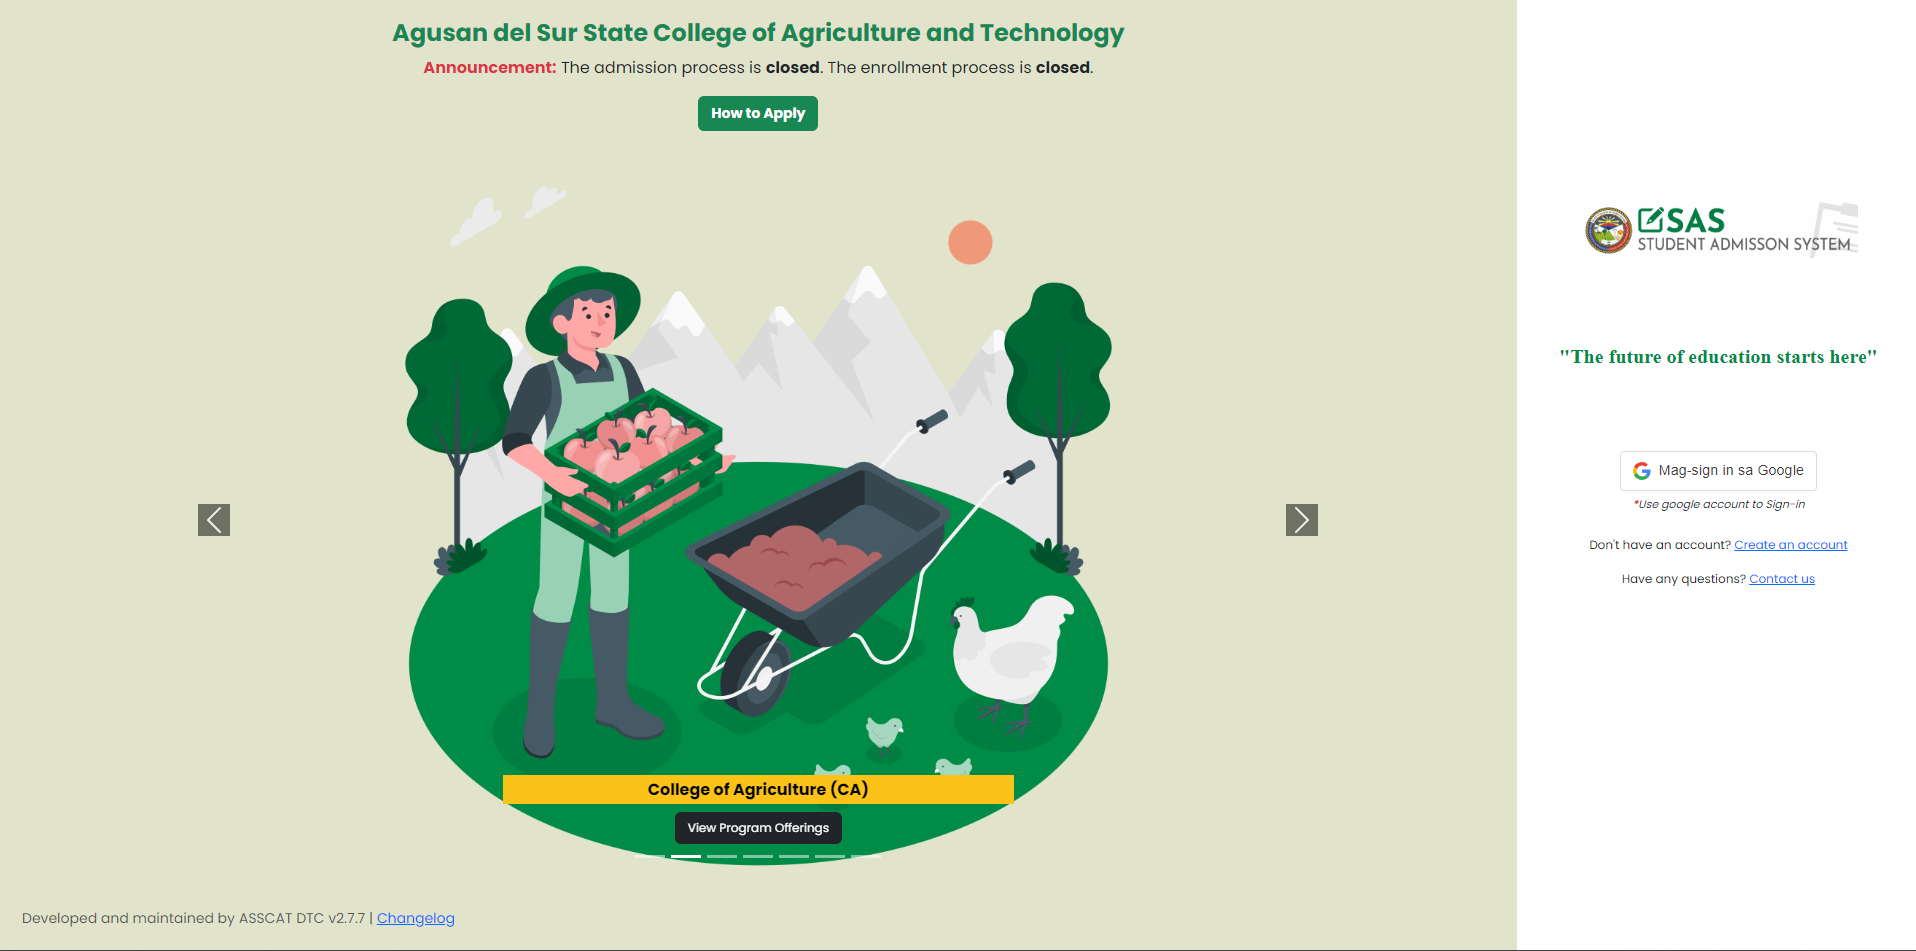 Agusan del Sur State College of Agriculture and Technology
Announcement: The admission process is closed. The enrollment process is closed.
How to Apply
College of Agriculture (CA)
View Program Offerings
Developed and maintained by ASSCAT DTC v2.7.7 | Changelog
SAS
STUDENT ADMISSON SYSTEM
"The future of education starts here"
Mag-sign in sa Google
*Use google account to Sign-in
Don't have an account? Create an account
Have any questions? Contact us